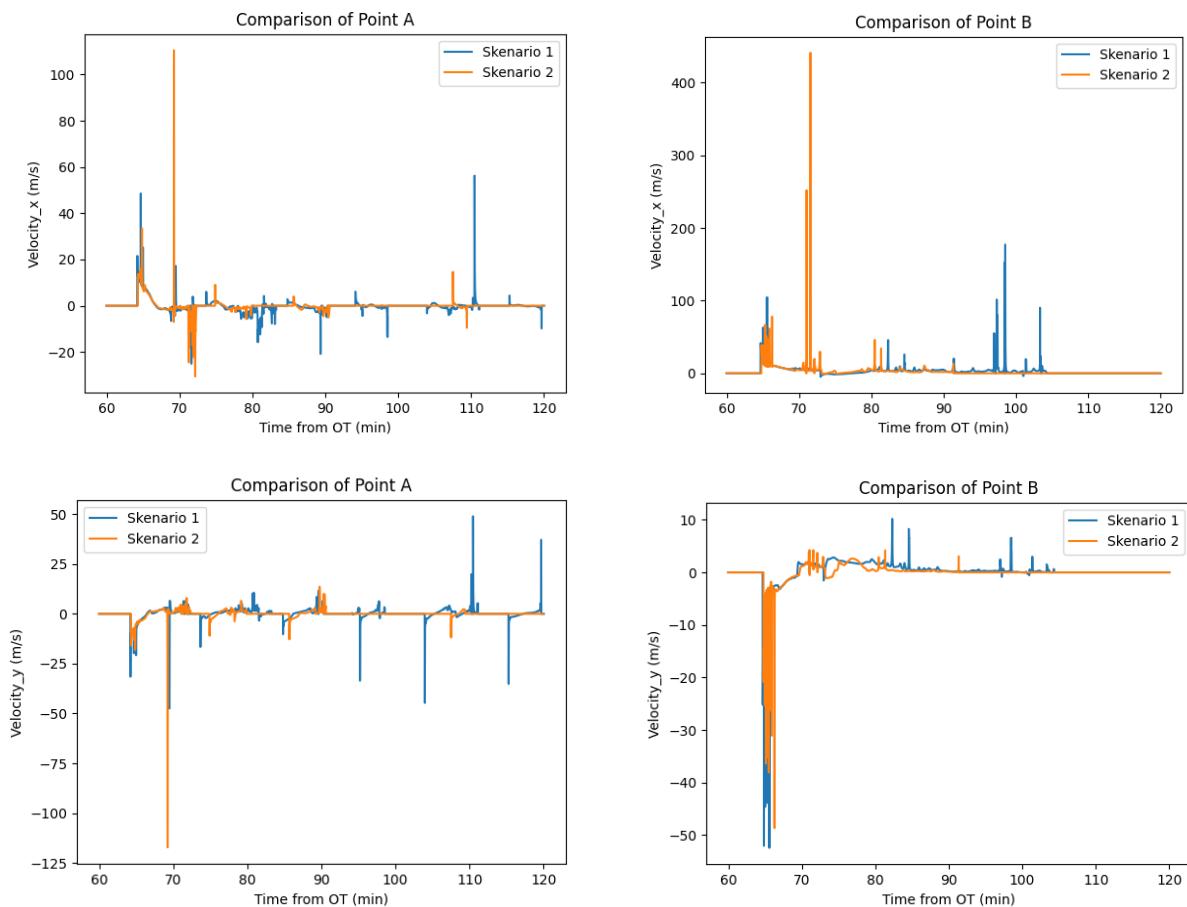 Comparison of Point A
Velocity_x (m/s)
100
80
60
40
20
0
−20
60 70 80 90 100 110 120
Time from OT (min)
Skenario 1
Skenario 2
Comparison of Point B
Velocity_x (m/s)
400
300
200
100
0
60 70 80 90 100 110 120
Time from OT (min)
Skenario 1
Skenario 2
Comparison of Point A
Velocity_y (m/s)
50
25
0
−25
−50
−75
−100
−125
60 70 80 90 100 110 120
Time from OT (min)
Skenario 1
Skenario 2
Comparison of Point B
Velocity_y (m/s)
10
0
−10
−20
−30
−40
−50
60 70 80 90 100 110 120
Time from OT (min)
Skenario 1
Skenario 2